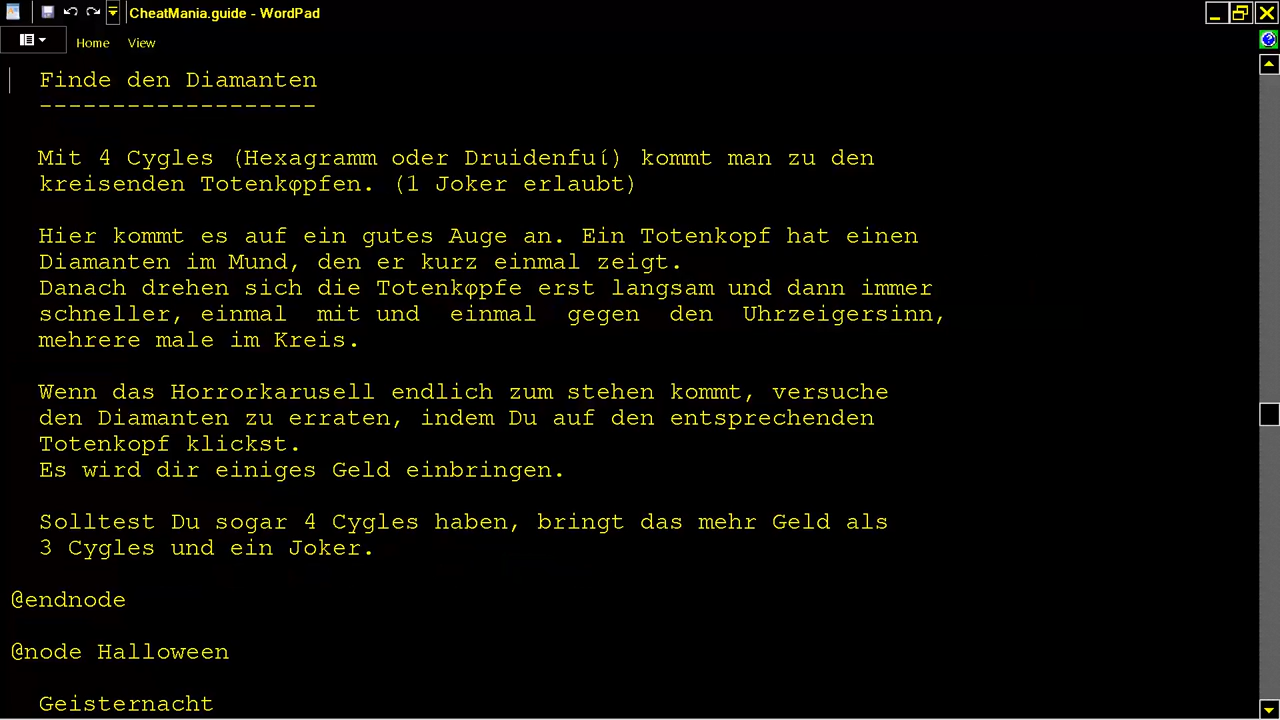 CheatMania.guide - WordPad
Home View
Finde den Diamanten
-------------------
Mit 4 Cygles (Hexagramm oder Druidenfuí) kommt man zu den
kreisenden Totenkφpfen. (1 Joker erlaubt)
Hier kommt es auf ein gutes Auge an. Ein Totenkopf hat einen
Diamanten im Mund, den er kurz einmal zeigt.
Danach drehen sich die Totenkφpfe erst langsam und dann immer
schneller, einmal mit und einmal gegen den Uhrzeigersinn,
mehrere male im Kreis.
Wenn das Horrorkarusell endlich zum stehen kommt, versuche
den Diamanten zu erraten, indem Du auf den entsprechenden
Totenkopf klickst.
Es wird dir einiges Geld einbringen.
Solltest Du sogar 4 Cygles haben, bringt das mehr Geld als
3 Cygles und ein Joker.
@endnode
@node Halloween
Geisternacht